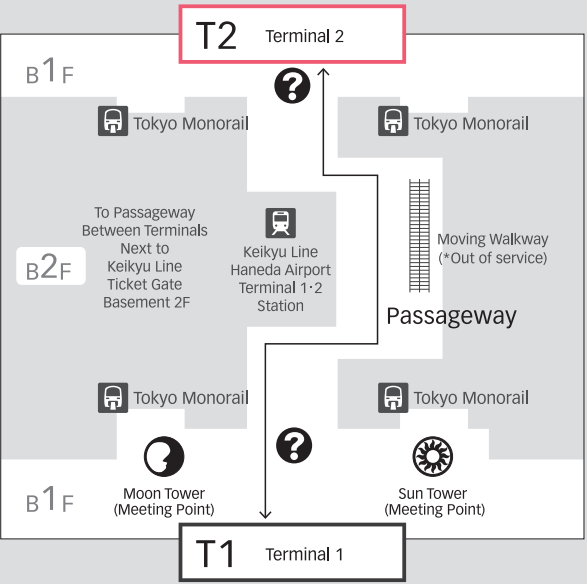 T2 Terminal 2
B1F
?
Tokyo Monorail
Tokyo Monorail
To Passageway
Between Terminals
Next to
Keikyu Line
Ticket Gate
Basement 2F
B2F
Keikyu Line
Haneda Airport
Terminal 1･2
Station
Moving Walkway
(*Out of service)
Passageway
Tokyo Monorail
Tokyo Monorail
?
Moon Tower
(Meeting Point)
Sun Tower
(Meeting Point)
B1F
T1 Terminal 1